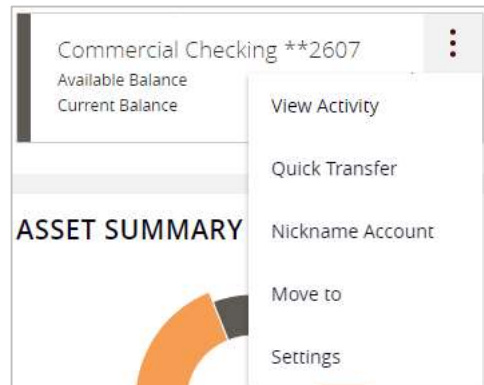 Commercial Checking **2607
Available Balance
Current Balance
View Activity
Quick Transfer
ASSET SUMMARY
Nickname Account
Move to
Settings